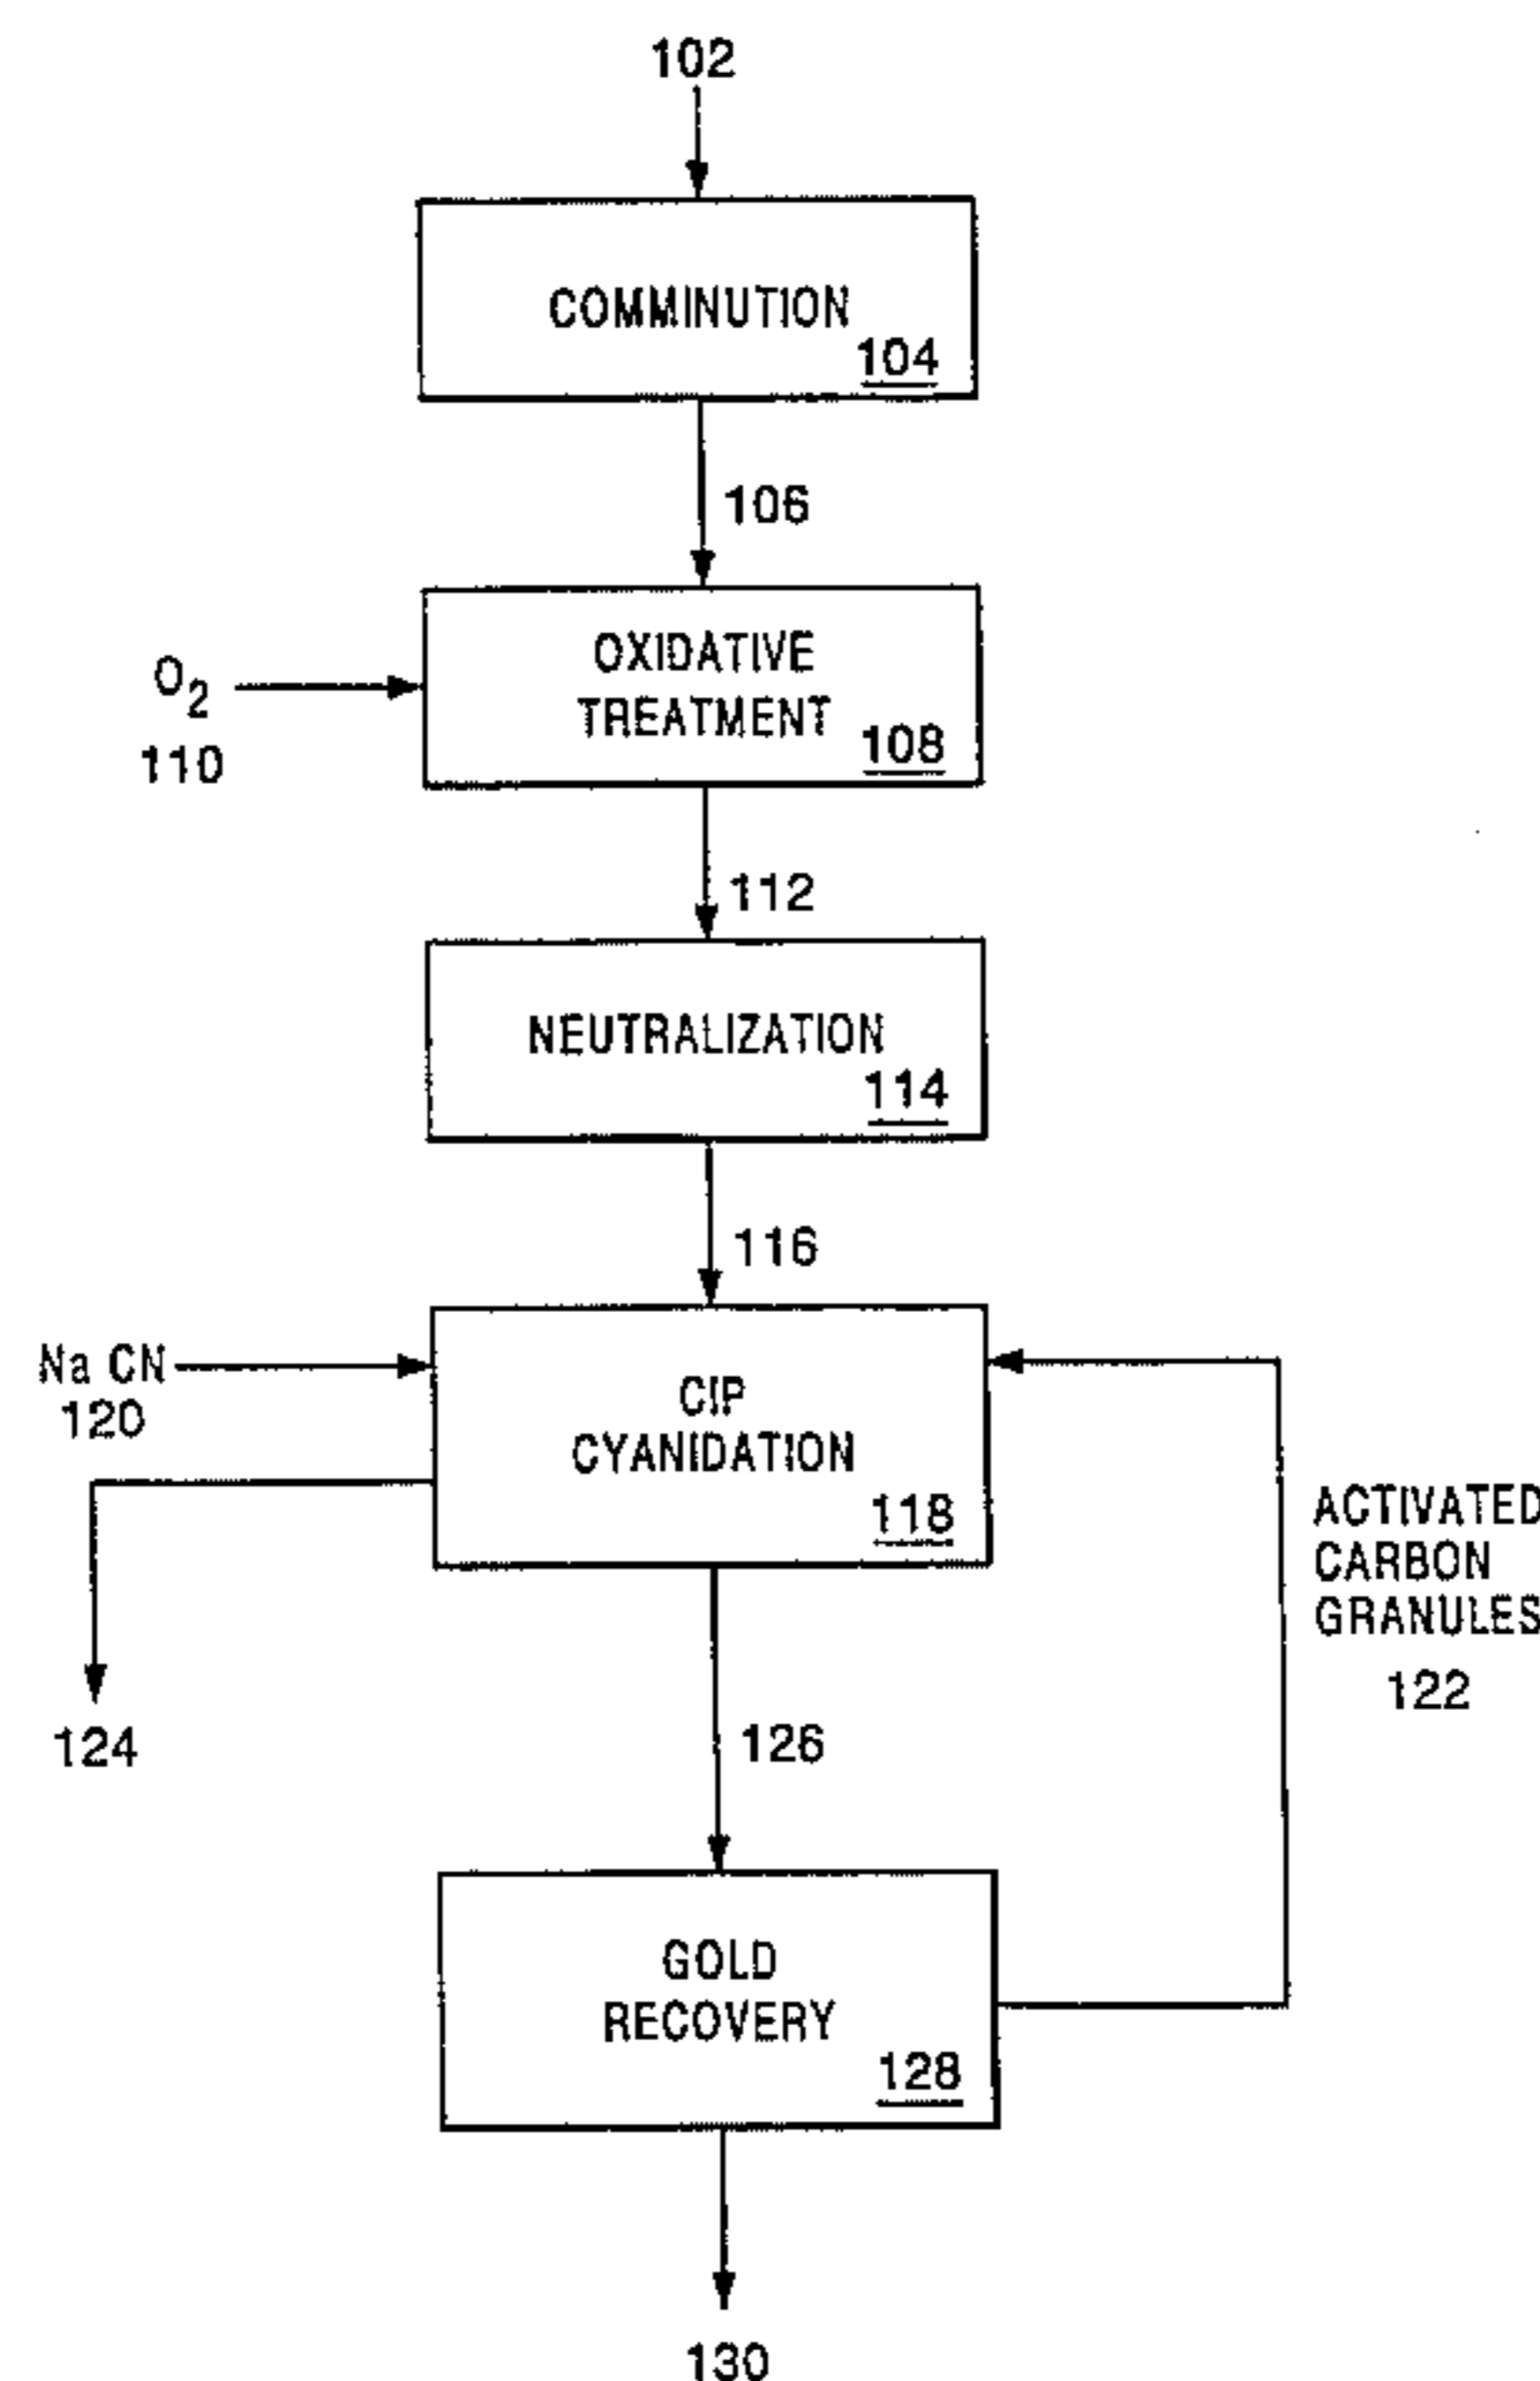 102
COMMINUTION
104
106
OXIDATIVE
TREATMENT
108
O2
110
112
NEUTRALIZATION
114
116
Na CN
120
CIP
CYANIDATION
118
ACTIVATED
CARBON
GRANULES
122
124
126
GOLD
RECOVERY
128
130